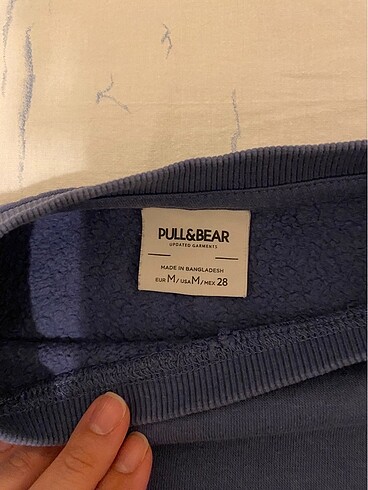 PULL&BEAR
UPDATED GARMENTS
MADE IN BANGLADESH
EUR M/USA M/MEX 28